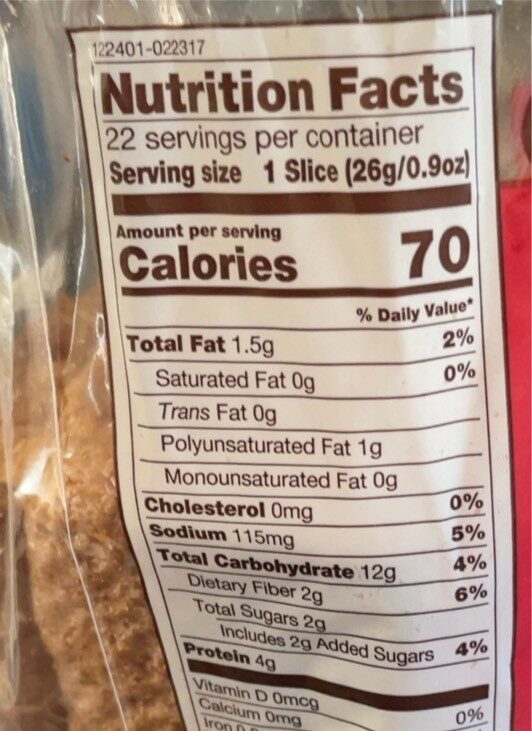 122401-022317
Nutrition Facts
22 servings per container
Serving size 1 Slice (26g/0.9oz)
Amount per serving
Calories 70
% Daily Value*
Total Fat 1.5g 2%
Saturated Fat 0g 0%
Trans Fat 0g
Polyunsaturated Fat 1g
Monounsaturated Fat 0g
Cholesterol 0mg 0%
Sodium 115mg 5%
Total Carbohydrate 12g 4%
Dietary Fiber 2g 6%
Total Sugars 2g
Includes 2g Added Sugars 4%
Protein 4g
Vitamin D 0mcg 0%
Calcium 0mg
Iron